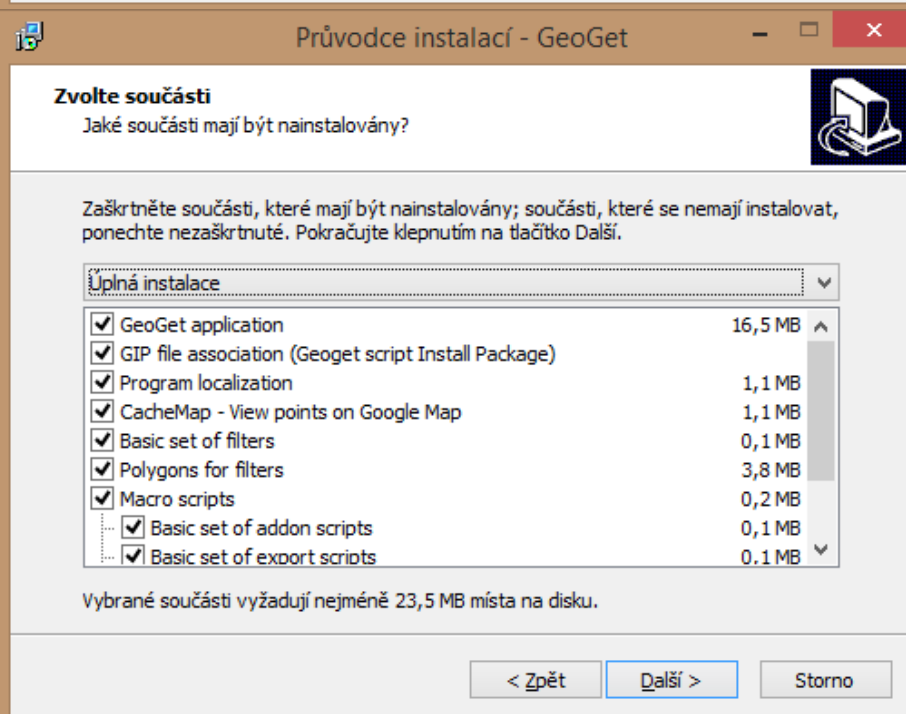 Průvodce instalací - GeoGet
Zvolte součásti
Jaké součásti mají být nainstalovány?
Zaškrtněte součásti, které mají být nainstalovány; součásti, které se nemají instalovat,
ponechte nezaškrtnuté. Pokračujte klepnutím na tlačítko Další.
Úplná instalace
GeoGet application 16,5 MB
GIP file association (Geoget script Install Package)
Program localization 1,1 MB
CacheMap - View points on Google Map 1,1 MB
Basic set of filters 0,1 MB
Polygons for filters 3,8 MB
Macro scripts 0,2 MB
Basic set of addon scripts 0,1 MB
Basic set of export scripts 0,1 MB
Vybrané součásti vyžadují nejméně 23,5 MB místa na disku.
< Zpět Další > Storno